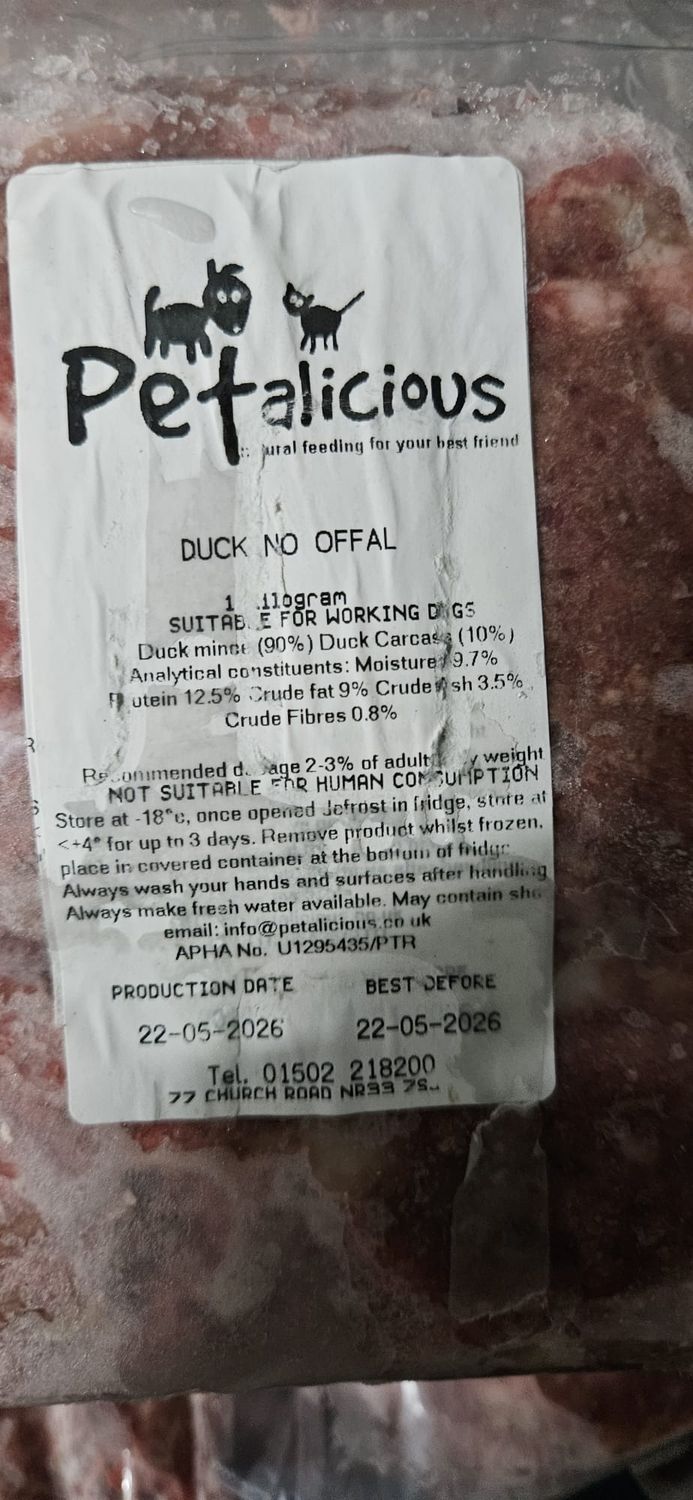 Petalicious
feeding for your best friend
DUCK NO OFFAL
1
FOR WORKING
Duck (90%) Duck (10%)
Analytical constituents: Moisture
12.5% Crude fat 9% Crude 3.5%
Crude Fibres 0.8%
2-3% of adult weight
NOT SUITABLE FOR HUMAN CONSUMPTION
Store at -18°c, once opened defrost in fridge, store at
<+4° for up to 3 days. Remove product whilst frozen,
place in covered container at the bottom of fridge
Always wash your hands and surfaces after handling
Always make fresh water available. May contain
email: info@petalicious.co uk
APHA No. U1295435/PTR
PRODUCTION DATE BEST BEFORE
22-05-2026 22-05-2026
Tel. 01502 218200
77 CHURCH ROAD NR33